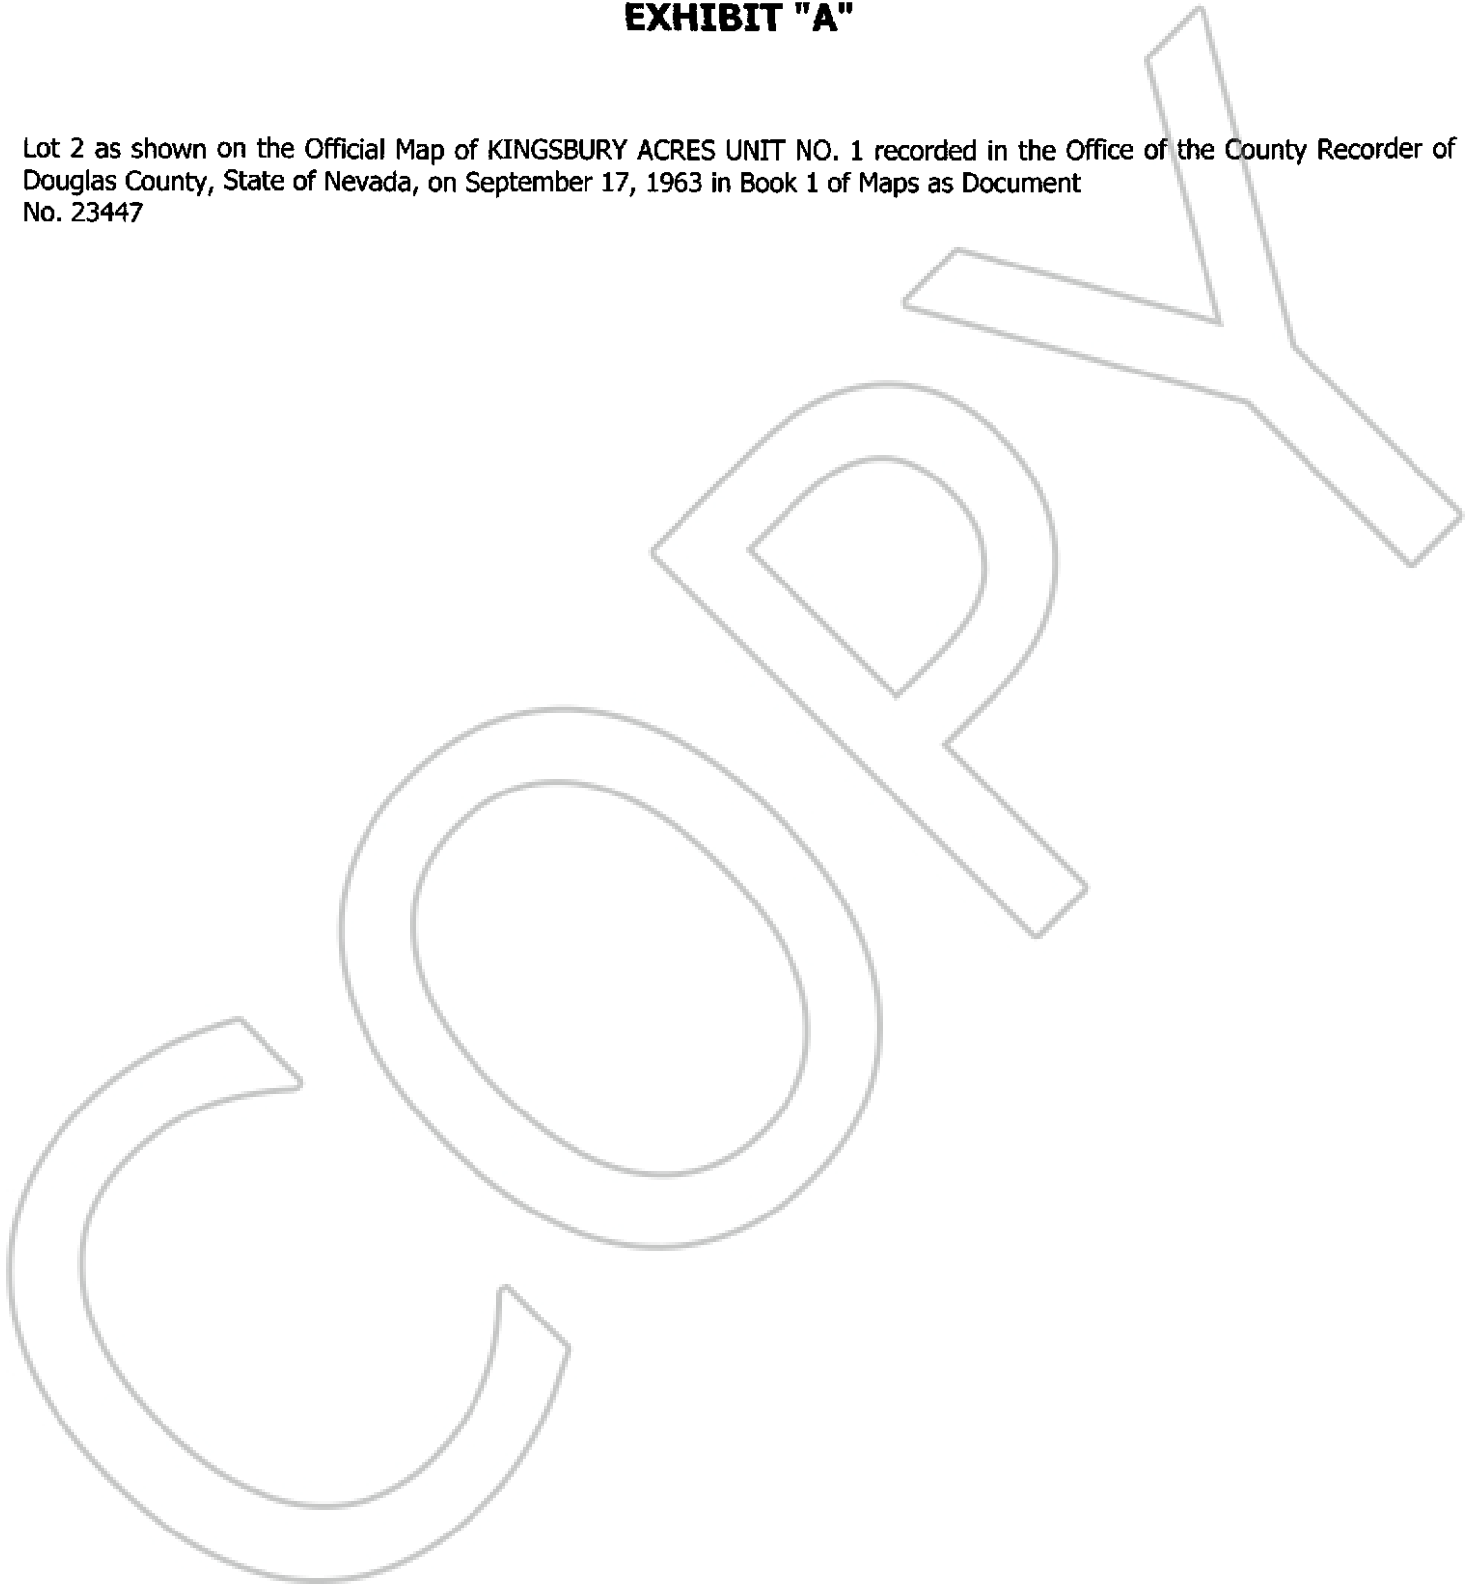 EXHIBIT "A"
Lot 2 as shown on the Official Map of KINGSBURY ACRES UNIT NO. 1 recorded in the Office of the County Recorder of
Douglas County, State of Nevada, on September 17, 1963 in Book 1 of Maps as Document
No. 23447
COPY